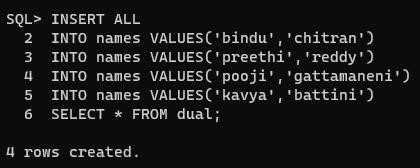 SQL> INSERT ALL
2 INTO names VALUES('bindu','chitran')
3 INTO names VALUES('preethi','reddy')
4 INTO names VALUES('pooji','gattamaneni')
5 INTO names VALUES('kavya','battini')
6 SELECT * FROM dual;
4 rows created.